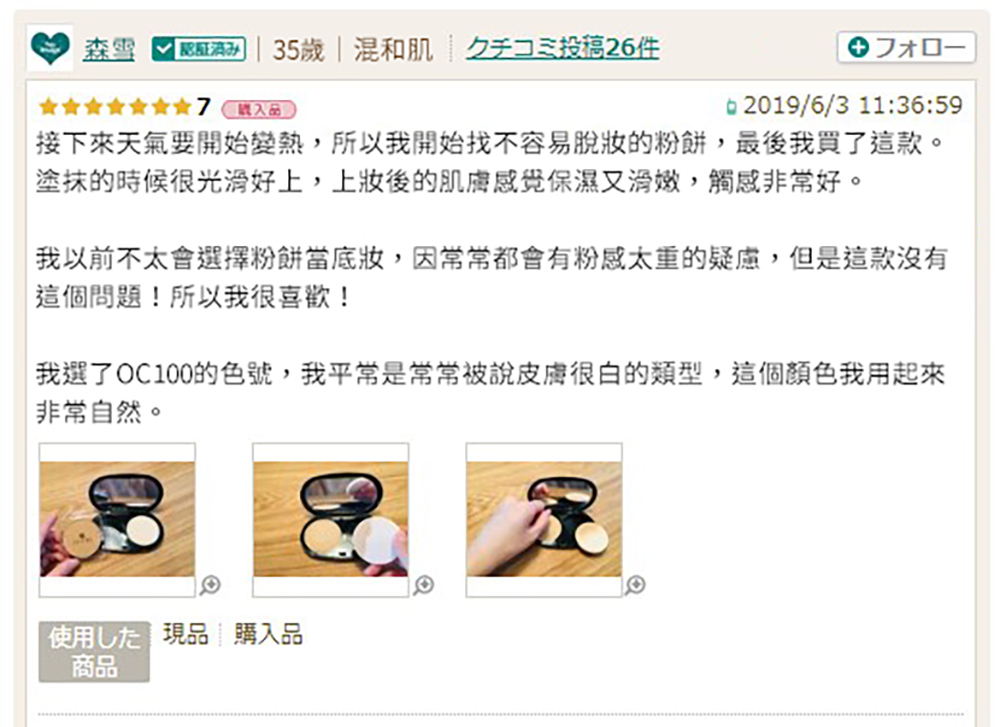 森雪 認証済み 35歳 混和肌 クチコミ投稿26件 フォロー
7 購入品 2019/6/3 11:36:59
接下來天氣要開始變熱，所以我開始找不容易脫妝的粉餅，最後我買了這款。
塗抹的時候很光滑好上，上妝後的肌膚感覺保濕又滑嫩，觸感非常好。
我以前不太會選擇粉餅當底妝，因常常都會有粉感太重的疑慮，但是這款沒有
這個問題！所以我很喜歡！
我選了OC100的色號，我平常是常常被說皮膚很白的類型，這個顏色我用起來
非常自然。
使用した
商品
現品 購入品